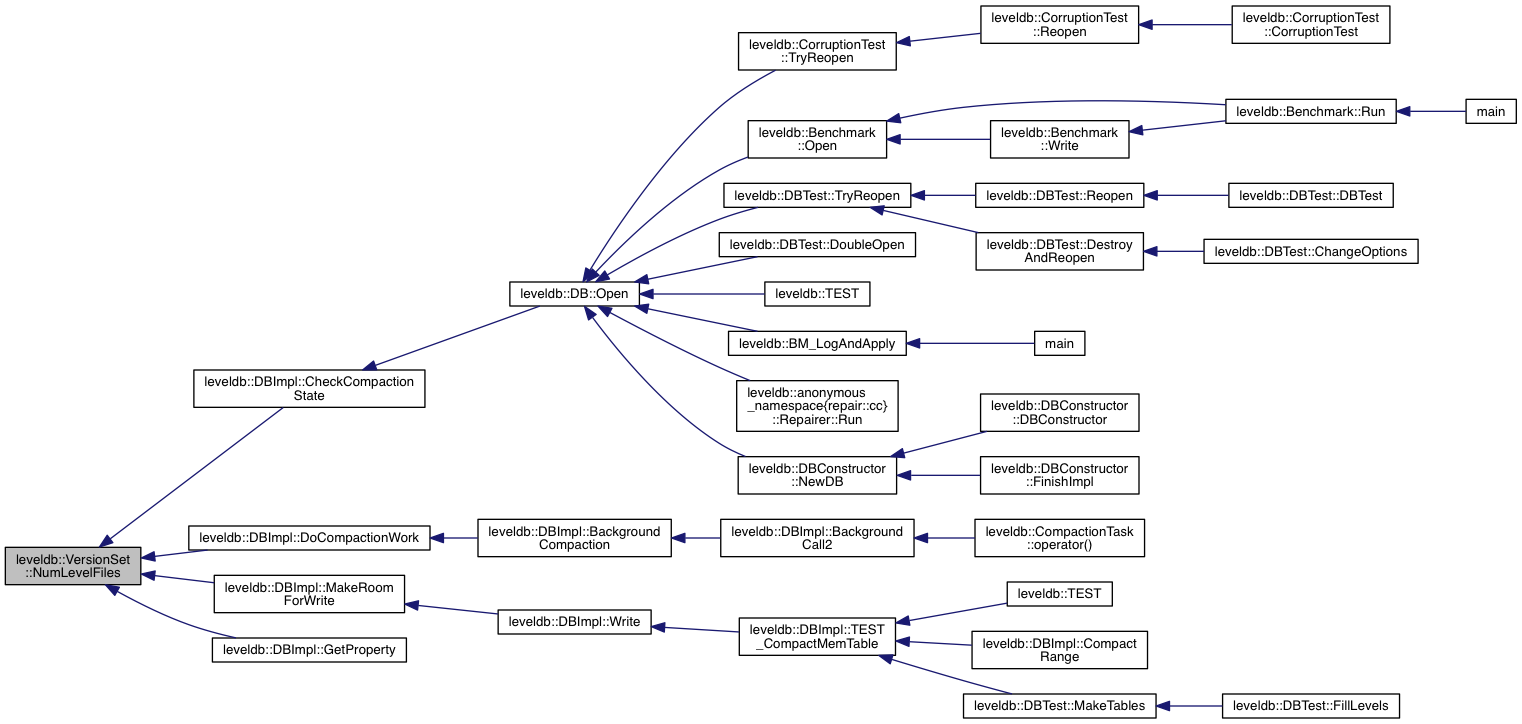 leveldb::CorruptionTest
::Reopen
leveldb::CorruptionTest
::CorruptionTest
leveldb::CorruptionTest
::TryReopen
leveldb::Benchmark::Run
main
leveldb::Benchmark
::Open
leveldb::Benchmark
::Write
leveldb::DBTest::TryReopen
leveldb::DBTest::Reopen
leveldb::DBTest::DBTest
leveldb::DBTest::DoubleOpen
leveldb::DBTest::Destroy
AndReopen
leveldb::DBTest::ChangeOptions
leveldb::DB::Open
leveldb::TEST
leveldb::BM_LogAndApply
main
leveldb::DBImpl::CheckCompaction
State
leveldb::anonymous
_namespace{repair::cc}
::Repairer::Run
leveldb::DBConstructor
::DBConstructor
leveldb::DBConstructor
::NewDB
leveldb::DBConstructor
::FinishImpl
leveldb::DBImpl::DoCompactionWork
leveldb::DBImpl::Background
Compaction
leveldb::DBImpl::Background
Call2
leveldb::CompactionTask
::operator()
leveldb::VersionSet
::NumLevelFiles
leveldb::DBImpl::MakeRoom
ForWrite
leveldb::TEST
leveldb::DBImpl::Write
leveldb::DBImpl::TEST
_CompactMemTable
leveldb::DBImpl::Compact
Range
leveldb::DBImpl::GetProperty
leveldb::DBTest::MakeTables
leveldb::DBTest::FillLevels